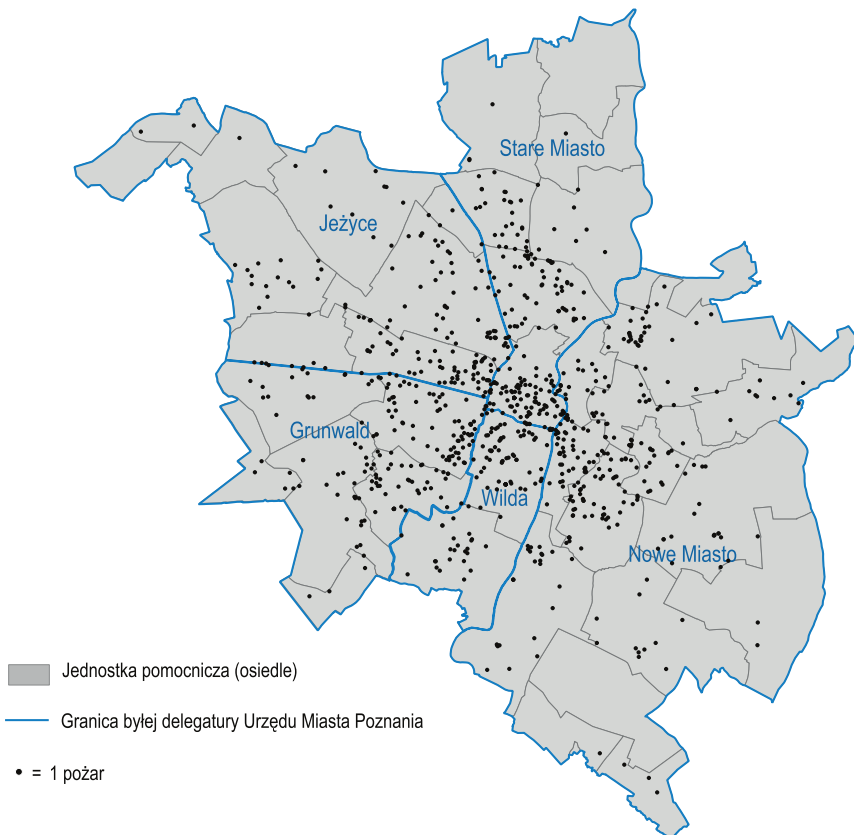 Stare Miasto
Jeżyce
Grunwald
Wilda
Nowe Miasto
Jednostka pomocnicza (osiedle)
Granica byłej delegatury Urzędu Miasta Poznania
• = 1 pożar